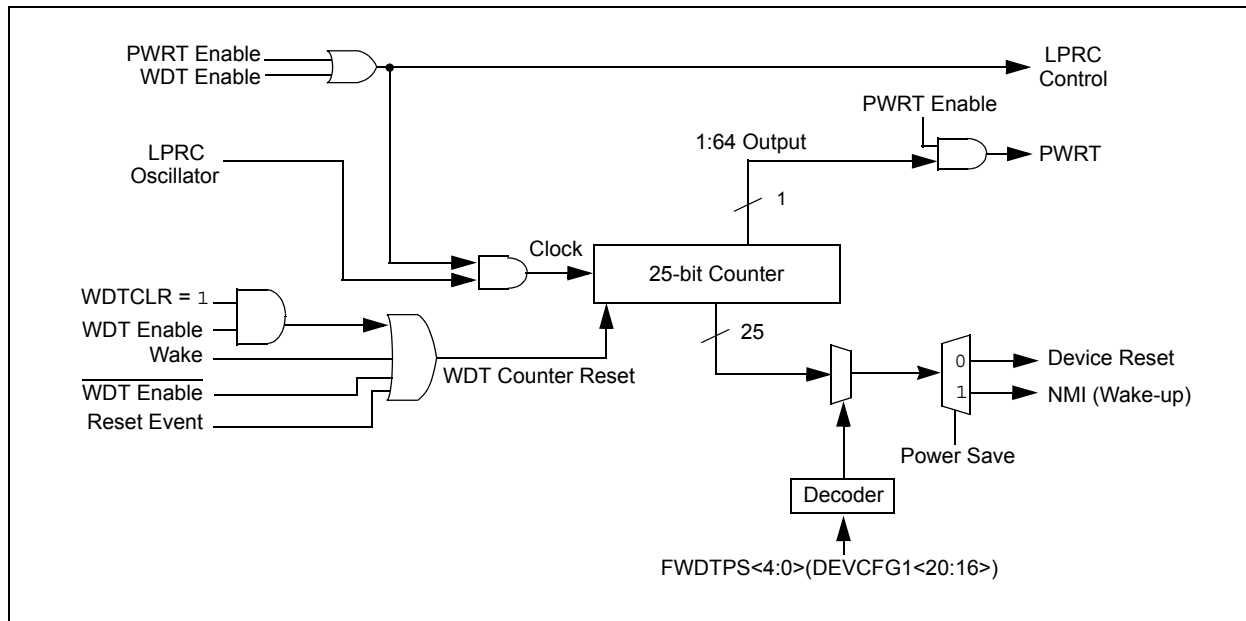 PWRT Enable
WDT Enable
LPRC
Control
PWRT Enable
1:64 Output
PWRT
LPRC
Oscillator
1
Clock
25-bit Counter
WDTCLR = 1
WDT Enable
Wake
WDT Enable
Reset Event
WDT Counter Reset
25
0
1
Device Reset
NMI (Wake-up)
Power Save
Decoder
FWDTPS<4:0>(DEVCFG1<20:16>)